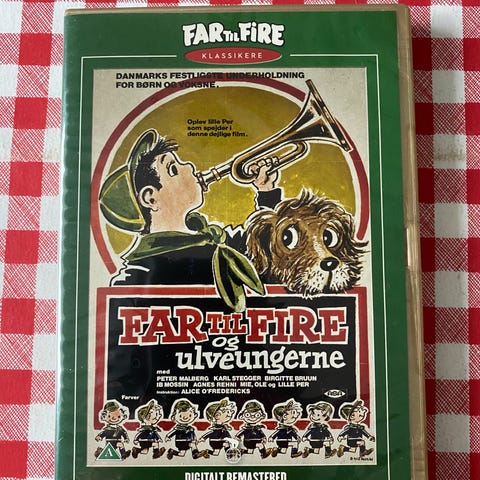 FAR TIL FIRE
KLASSIKERE
DANMARKS FESTLIGSTE UNDERHOLDNING
FOR BØRN OG VOKSNE.
Oplev lille Per
som spejder i
denne dejlige film.
FAR TIL FIRE
og
ulveungerne
med
PETER MALBERG KARL STEGGER BIRGITTE BRUUN
IB MOSSIN AGNES REHNI MIE, OLE og LILLE PER
Instruktion: ALICE O'FREDERICKS
Farver
A
DIGITALT REMASTERED